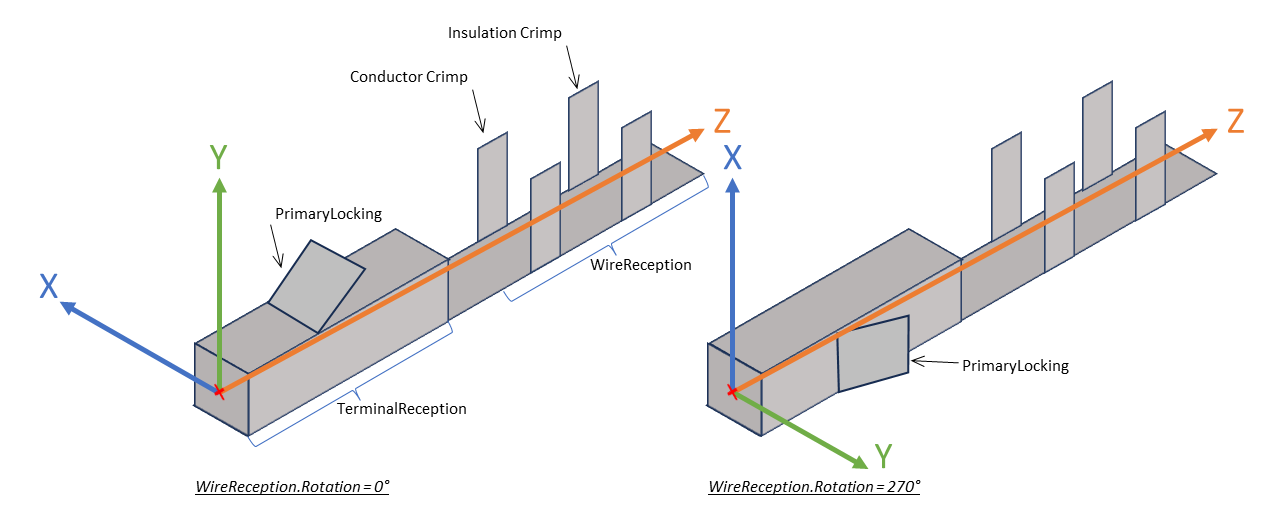 Insulation Crimp
Conductor Crimp
Z
Y
PrimaryLocking
X
WireReception
TerminalReception
WireReception.Rotation = 0°
Z
X
PrimaryLocking
Y
WireReception.Rotation = 270°